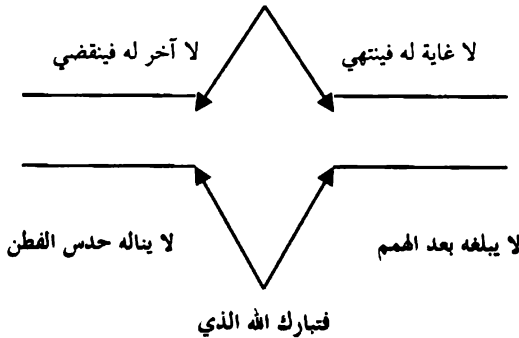 لا غاية له فينتهي
لا آخر له فينقضي
لا يبلغه بعد الهمم
لا يناله حدس الفطن
فتبارك الله الذي